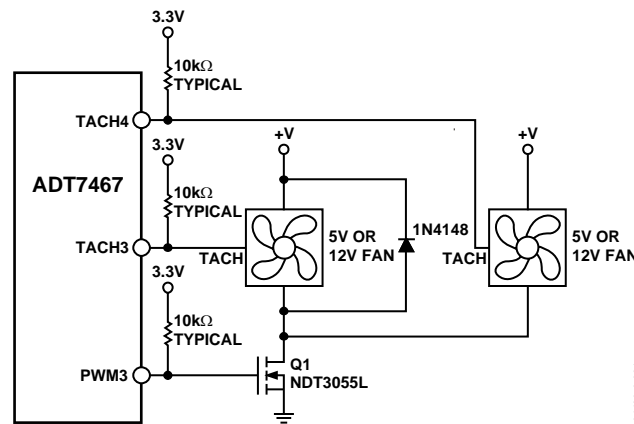 3.3V
10kΩ
TYPICAL
TACH4
3.3V
+V
+V
ADT7467
10kΩ
TYPICAL
5V OR
12V FAN
1N4148
5V OR
12V FAN
TACH3
TACH
TACH
3.3V
10kΩ
TYPICAL
Q1
NDT3055L
PWM3